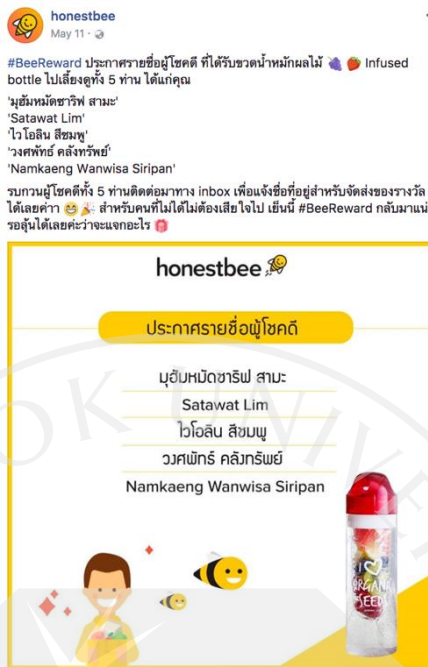 honestbee
May 11
#BeeReward ประกาศรายชื่อผู้โชคดี ที่ได้รับขวดน้ำหมักผลไม้ 🍇 🍓 Infused
bottle ไปเลี้ยงดูทั้ง 5 ท่าน ได้แก่คุณ
'มุฮัมหมัดซาริฟ สามะ'
'Satawat Lim'
'ไวโอลิน สีชมพู'
'วงศพัทธ์ คลังทรัพย์'
'Namkaeng Wanwisa Siripan'
รบกวนผู้โชคดีทั้ง 5 ท่านติดต่อมาทาง inbox เพื่อแจ้งชื่อที่อยู่สำหรับจัดส่งของรางวัล
ได้เลยค่าา 😁🎉 สำหรับคนที่ไม่ได้ไม่ต้องเสียใจไป เย็นนี้ #BeeReward กลับมาแน่
รอลุ้นได้เลยค่ะว่าจะแจกอะไร 🎁
honestbee
ประกาศรายชื่อผู้โชคดี
มุฮัมหมัดซาริฟ สามะ
Satawat Lim
ไวโอลิน สีชมพู
วงศพัทธ์ คลังทรัพย์
Namkaeng Wanwisa Siripan
I
ORGANIC
SEED
OK UNIVE